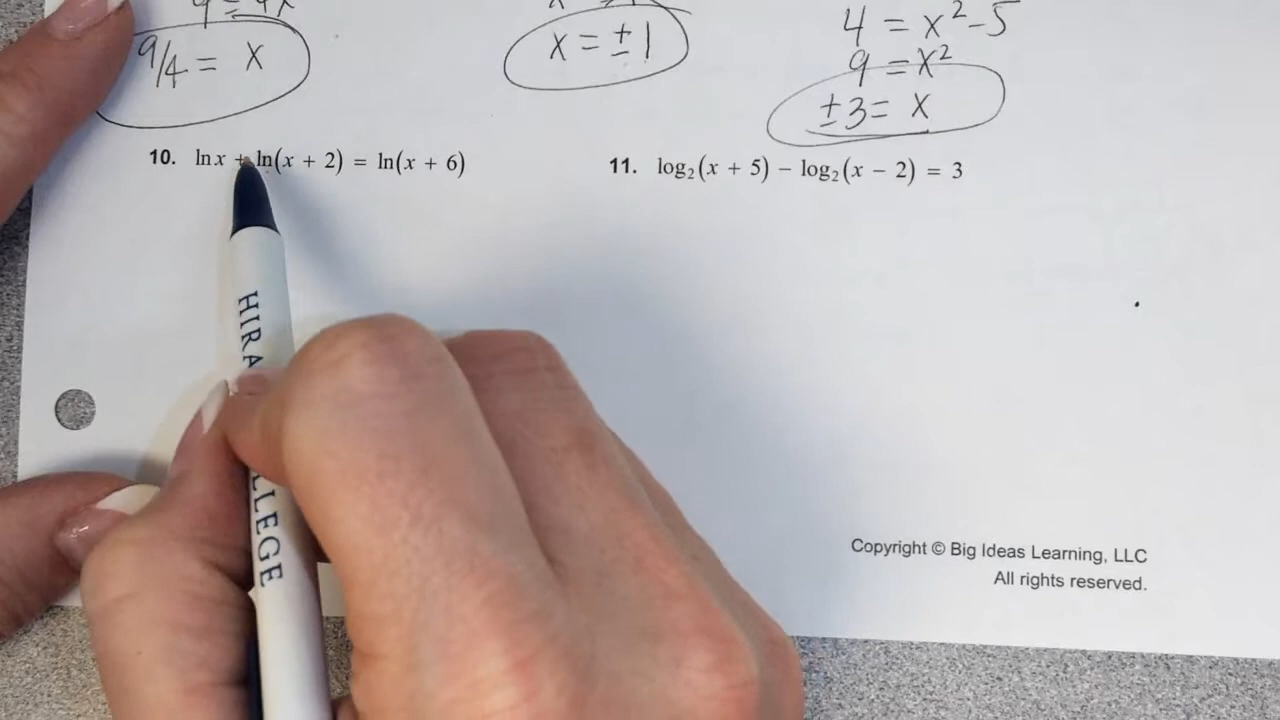 9/4 = x
x = ± 1
4 = x² - 5
9 = x²
± 3 = x
10. ln x + ln(x + 2) = ln(x + 6)
11. log₂(x + 5) − log₂(x − 2) = 3
HIRA LLEGE
Copyright © Big Ideas Learning, LLC
All rights reserved.